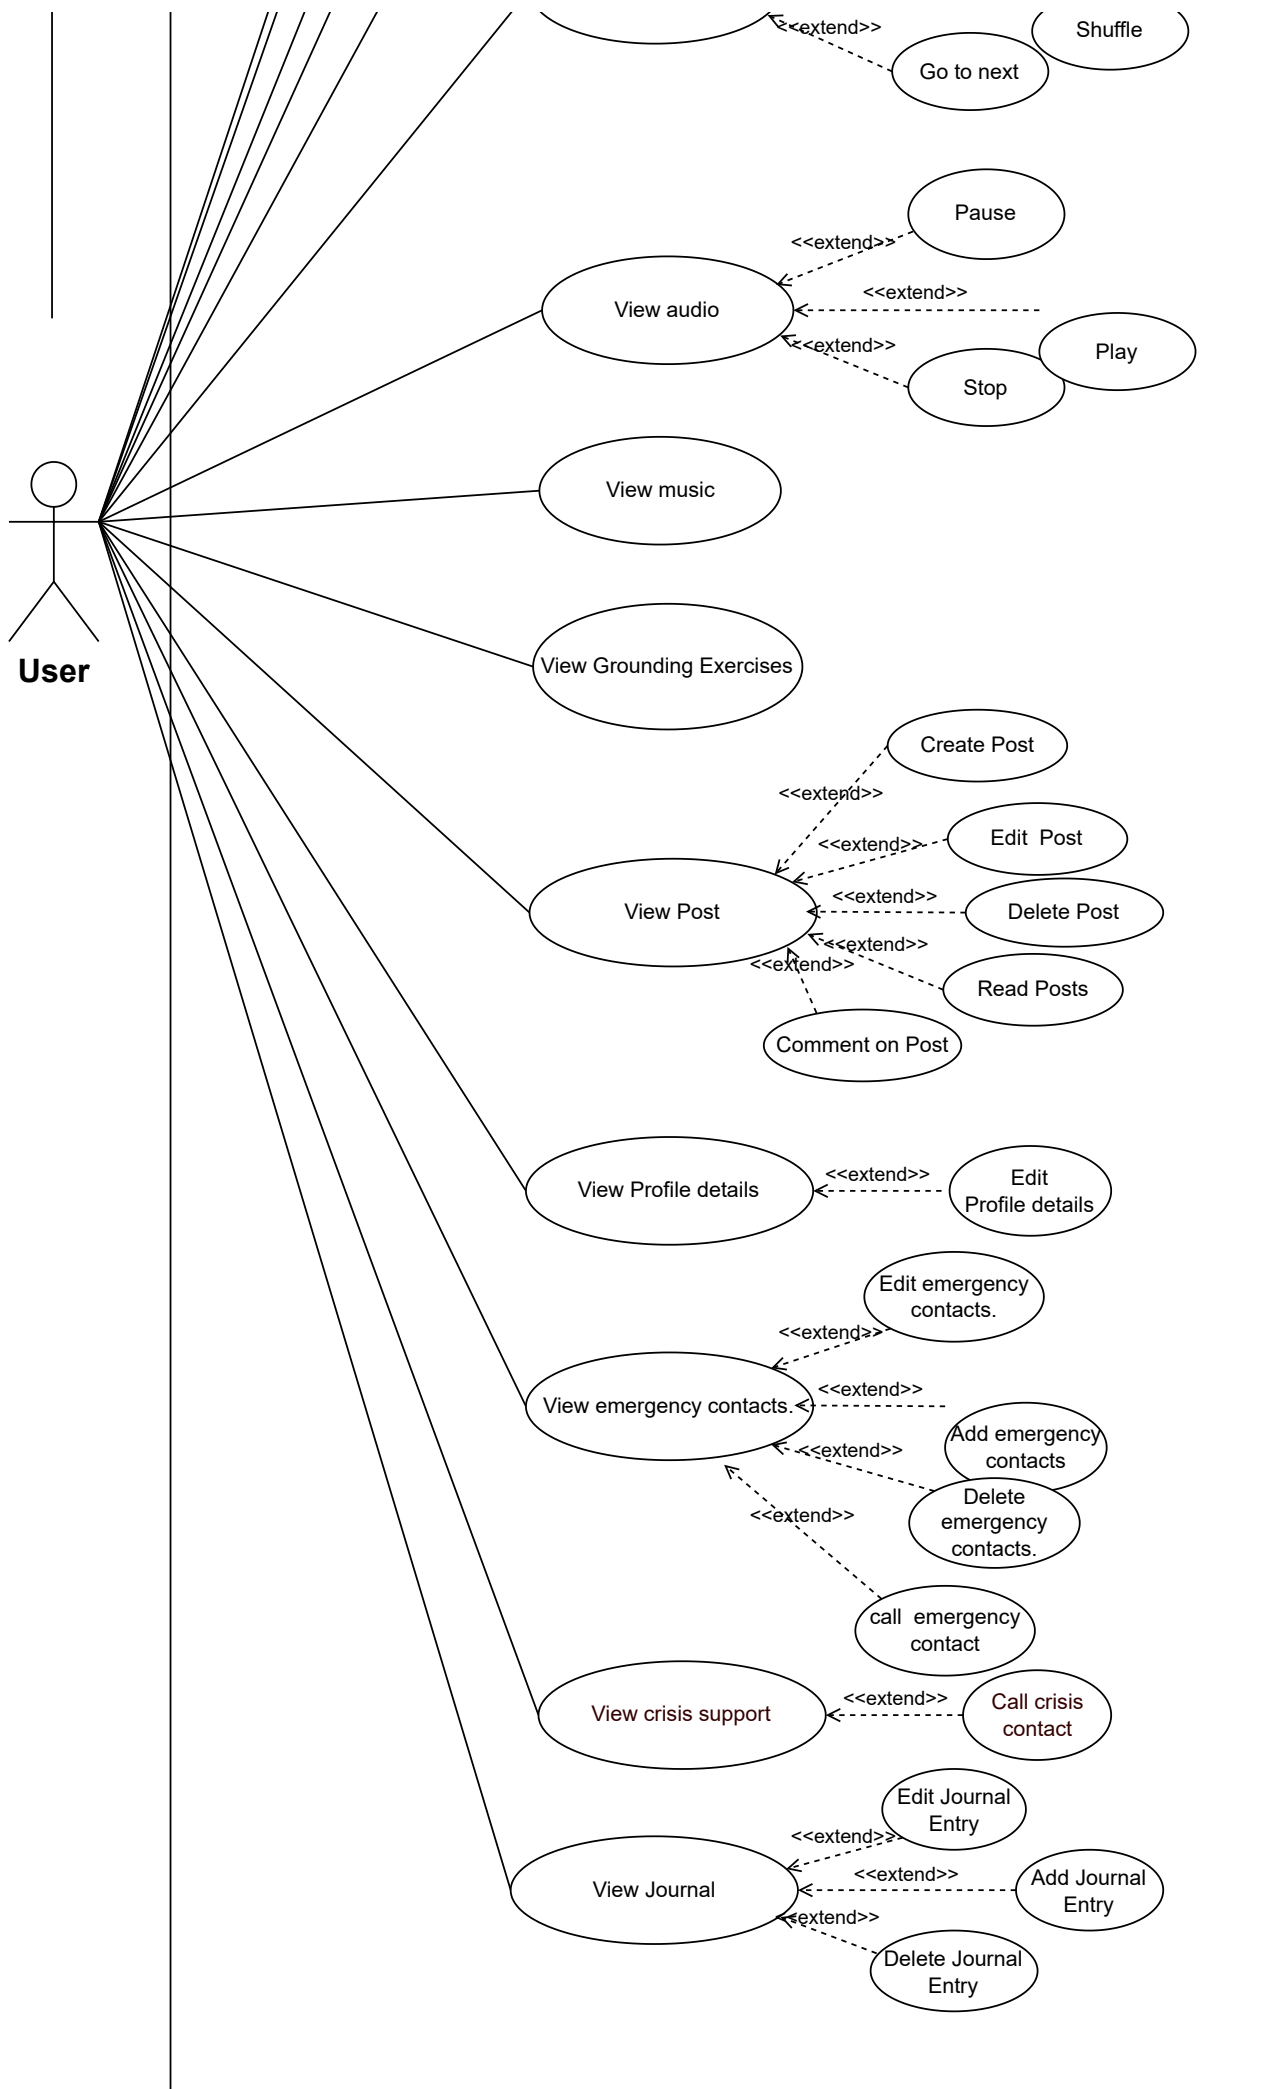 <<extend>>
Shuffle
Go to next
Pause
<<extend>>
<<extend>>
View audio
<<extend>>
Play
Stop
View music
User
View Grounding Exercises
Create Post
<<extend>>
Edit  Post
<<extend>>
<<extend>>
View Post
Delete Post
<<extend>>
<<extend>>
Read Posts
Comment on Post
<<extend>>
View Profile details
Edit
Profile details
Edit emergency
contacts.
<<extend>>
<<extend>>
View emergency contacts.
Add emergency
contacts
<<extend>>
Delete
emergency
contacts.
<<extend>>
call  emergency
contact
<<extend>>
View crisis support
Call crisis
contact
Edit Journal
Entry
<<extend>>
<<extend>>
View Journal
Add Journal
Entry
<<extend>>
Delete Journal
Entry